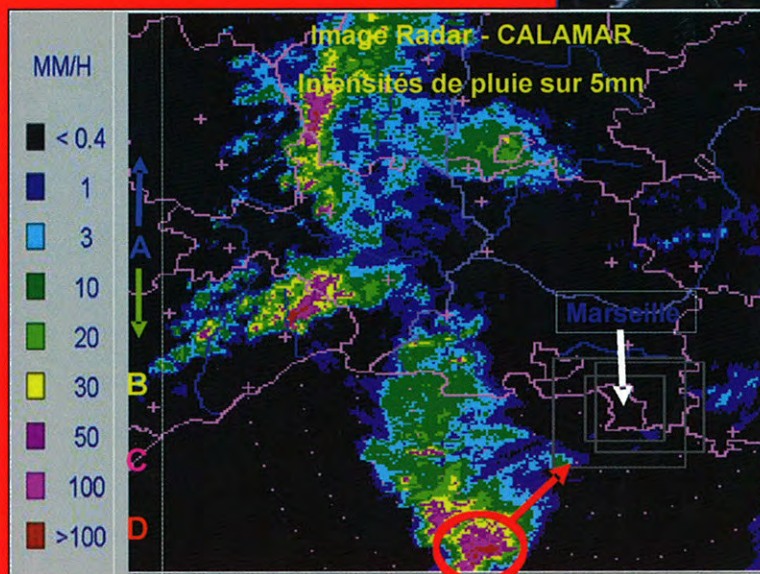 Image Radar - CALAMAR
Intensités de pluie sur 5mn
MM/H
< 0.4
1
3
10
20
30
50
100
>100
A
B
C
D
Marseille